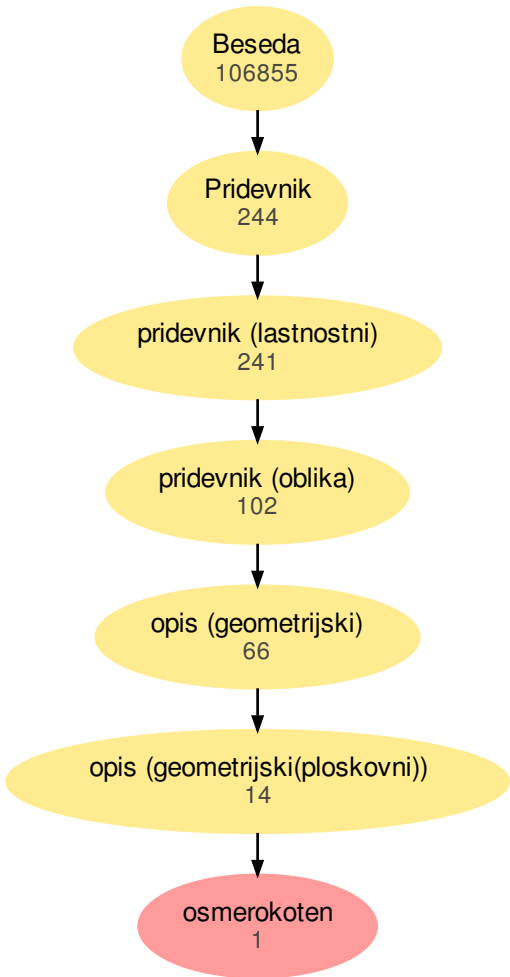 Beseda
106855
Pridevnik
244
pridevnik (lastnostni)
241
pridevnik (oblika)
102
opis (geometrijski)
66
opis (geometrijski(ploskovni))
14
osmerokoten
1